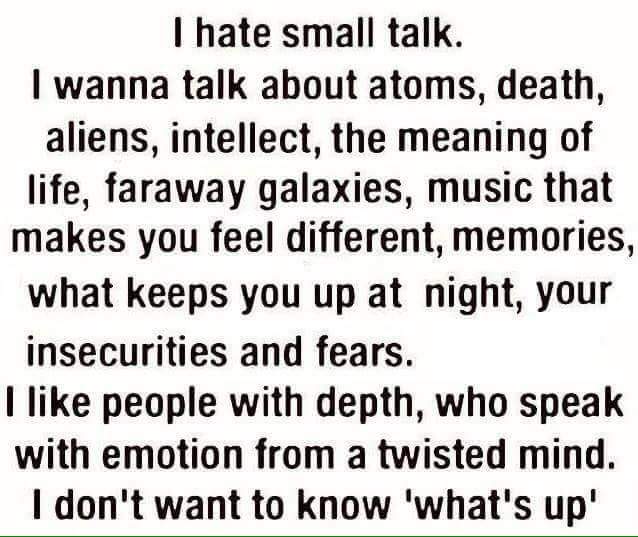 I hate small talk.
I wanna talk about atoms, death,
aliens, intellect, the meaning of
life, faraway galaxies, music that
makes you feel different, memories,
what keeps you up at night, your
insecurities and fears.
I like people with depth, who speak
with emotion from a twisted mind.
I don't want to know 'what's up'